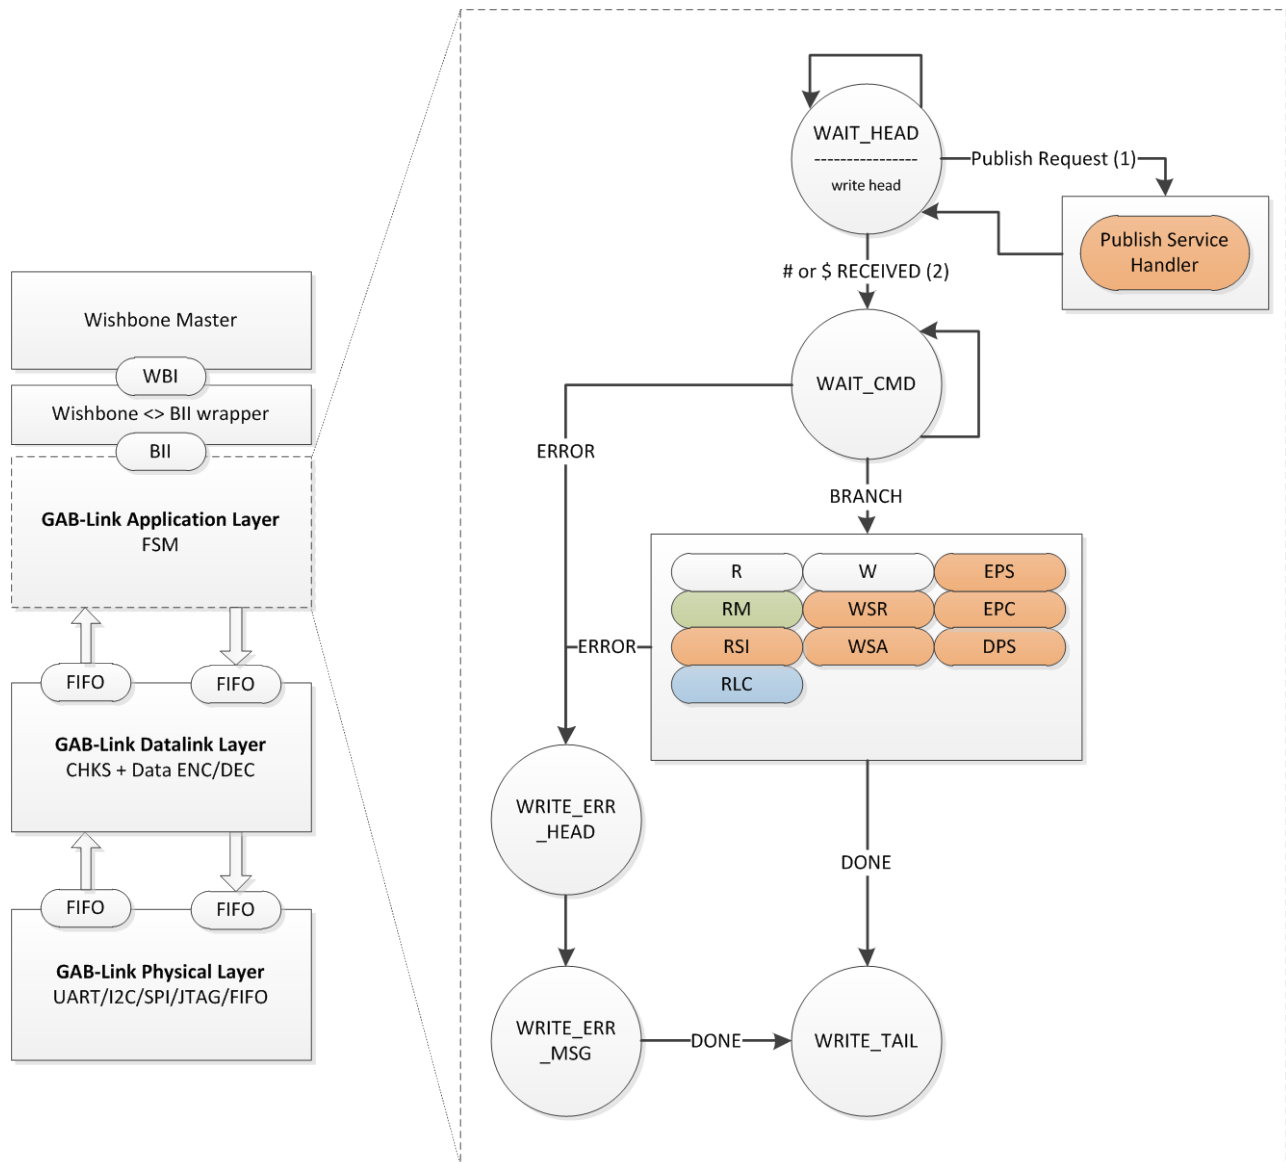 Wishbone Master
WBI
Wishbone <> BII wrapper
BII
GAB-Link Application Layer
FSM
FIFO
FIFO
GAB-Link Datalink Layer
CHKS + Data ENC/DEC
FIFO
FIFO
GAB-Link Physical Layer
UART/I2C/SPI/JTAG/FIFO
WAIT_HEAD
----------------
write head
Publish Request (1)
Publish Service
Handler
# or $ RECEIVED (2)
WAIT_CMD
ERROR
BRANCH
R
W
EPS
RM
WSR
EPC
RSI
WSA
DPS
RLC
ERROR
WRITE_ERR
_HEAD
DONE
WRITE_ERR
_MSG
DONE
WRITE_TAIL